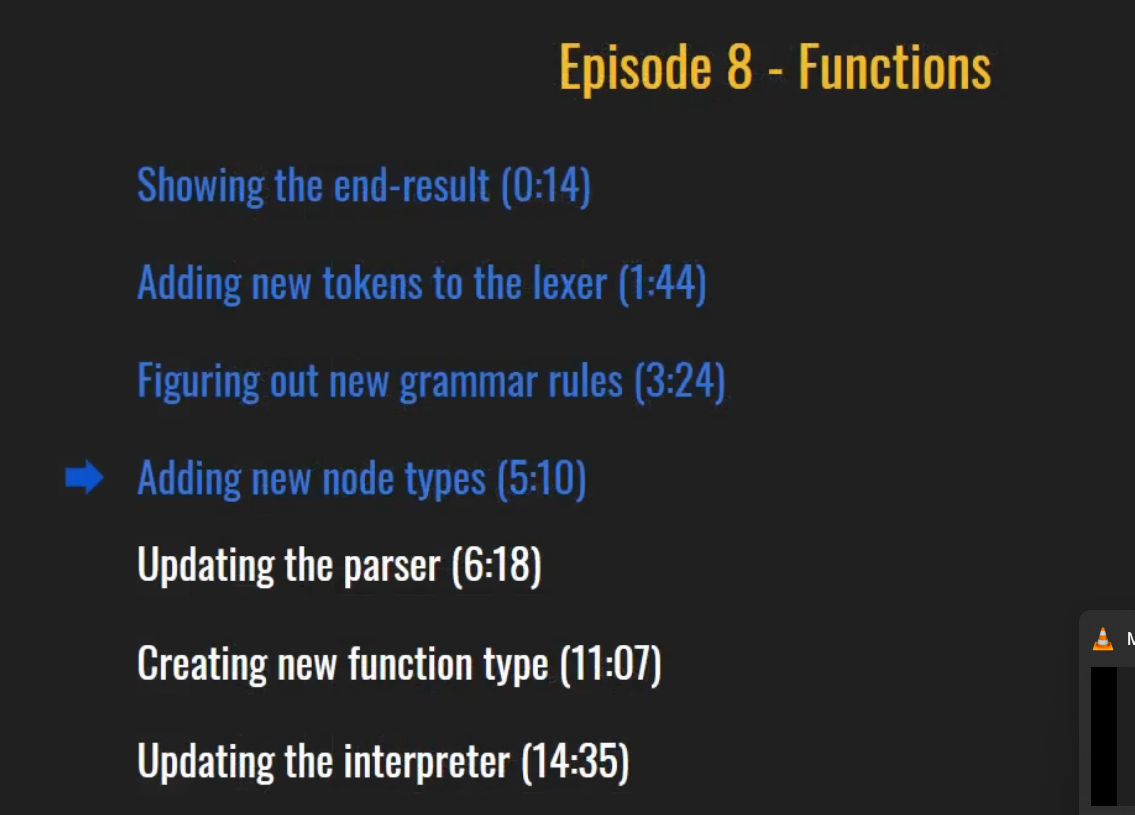 Episode 8 - Functions
Showing the end-result (0:14)
Adding new tokens to the lexer (1:44)
Figuring out new grammar rules (3:24)
Adding new node types (5:10)
Updating the parser (6:18)
Creating new function type (11:07)
Updating the interpreter (14:35)